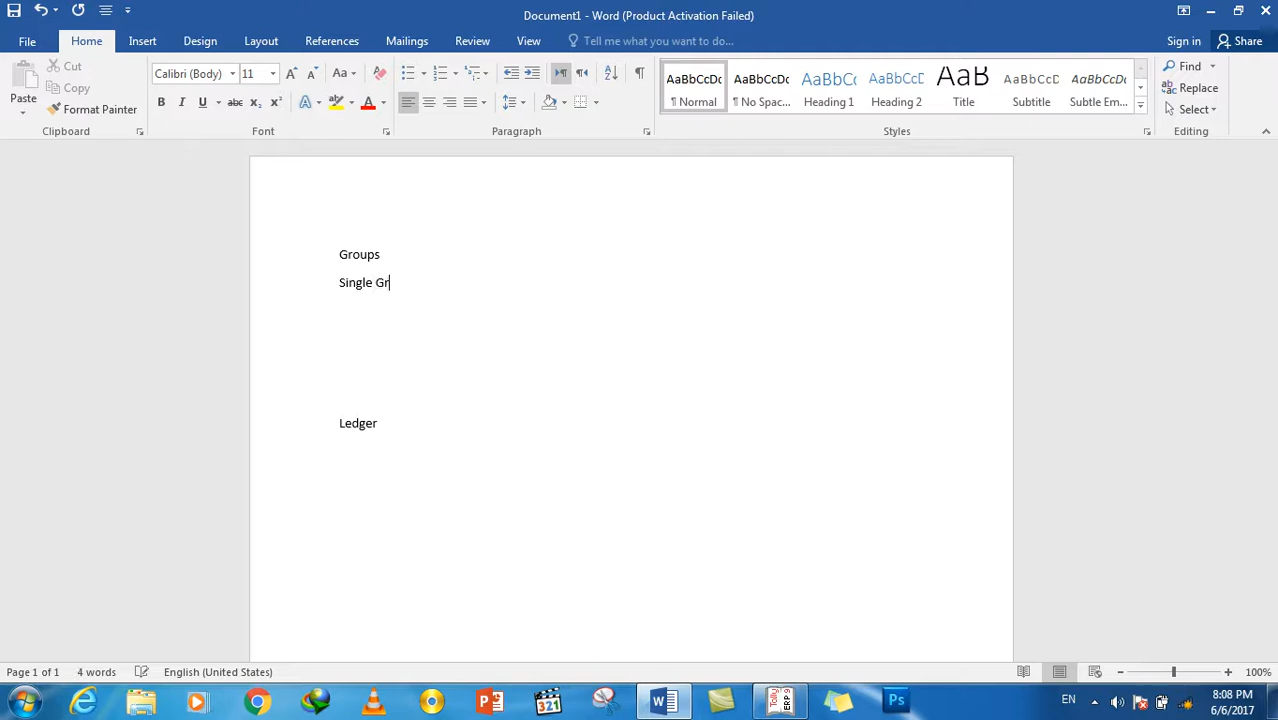 Document1 - Word (Product Activation Failed)
File
Home
Insert
Design
Layout
References
Mailings
Review
View
Tell me what you want to do...
Sign in
Share
Paste
Cut
Copy
Format Painter
Clipboard
Calibri (Body)
11
Font
Paragraph
AaBbCcDc
¶ Normal
AaBbCcDc
¶ No Spac...
AaBbCc
Heading 1
AaBbCcD
Heading 2
AaB
Title
AaBbCcD
Subtitle
AaBbCcDc
Subtle Em...
Styles
Find
Replace
Select
Editing
Groups
Single Gr
Ledger
Page 1 of 1
4 words
English (United States)
100%
321
Ps
EN
8:08 PM
6/6/2017